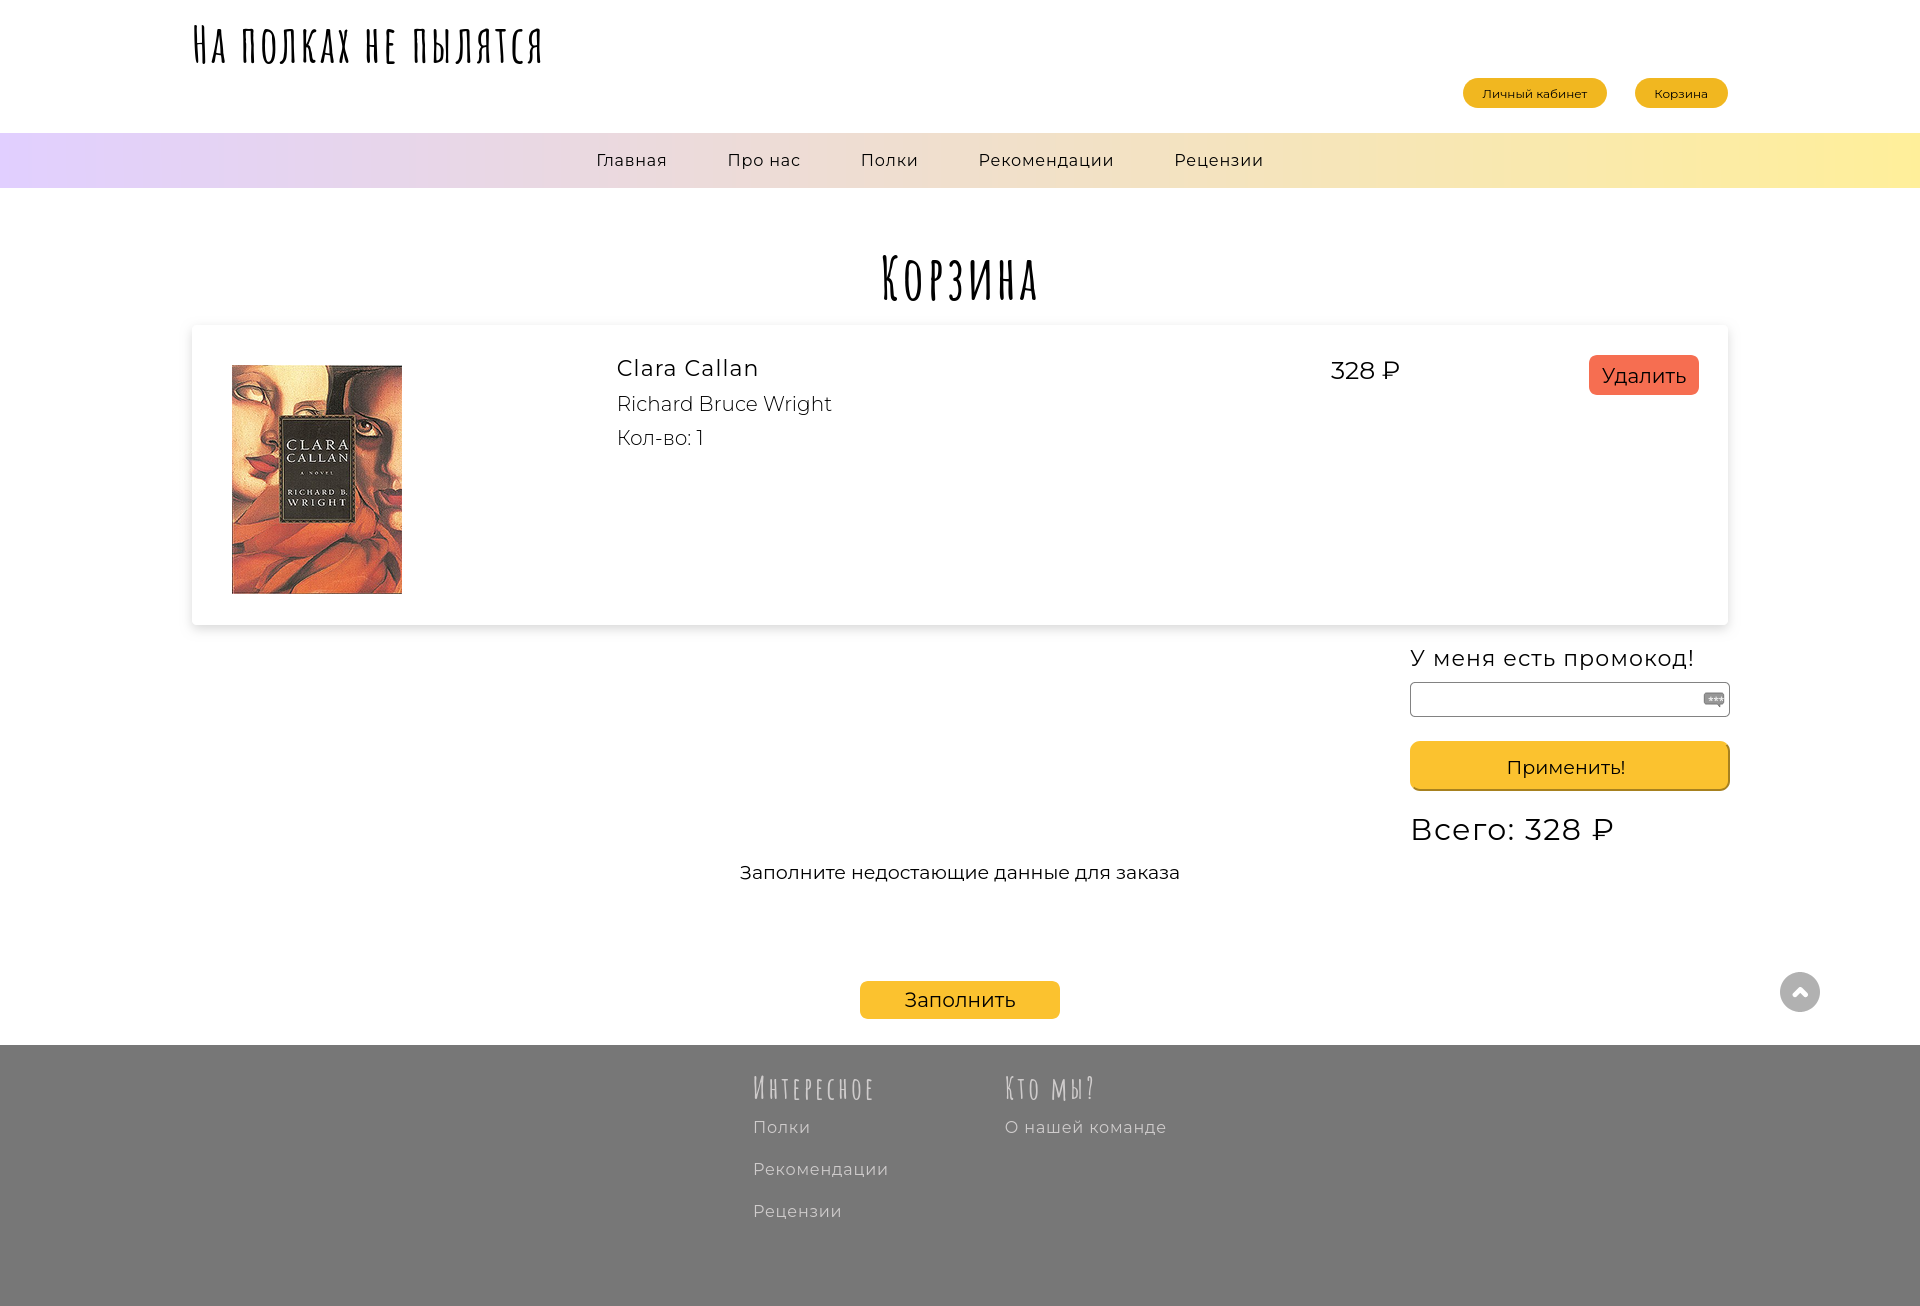 На полках не пылятся
Личный кабинет
Корзина
Главная
Про нас
Полки
Рекомендации
Рецензии
Корзина
CLARA
CALLAN
A NOVEL
RICHARD B.
WRIGHT
Clara Callan
Richard Bruce Wright
Кол-во: 1
328 ₽
Удалить
У меня есть промокод!
***
Применить!
Всего: 328 ₽
Заполните недостающие данные для заказа
Заполнить
Интересное
Полки
Рекомендации
Рецензии
Кто мы?
О нашей команде